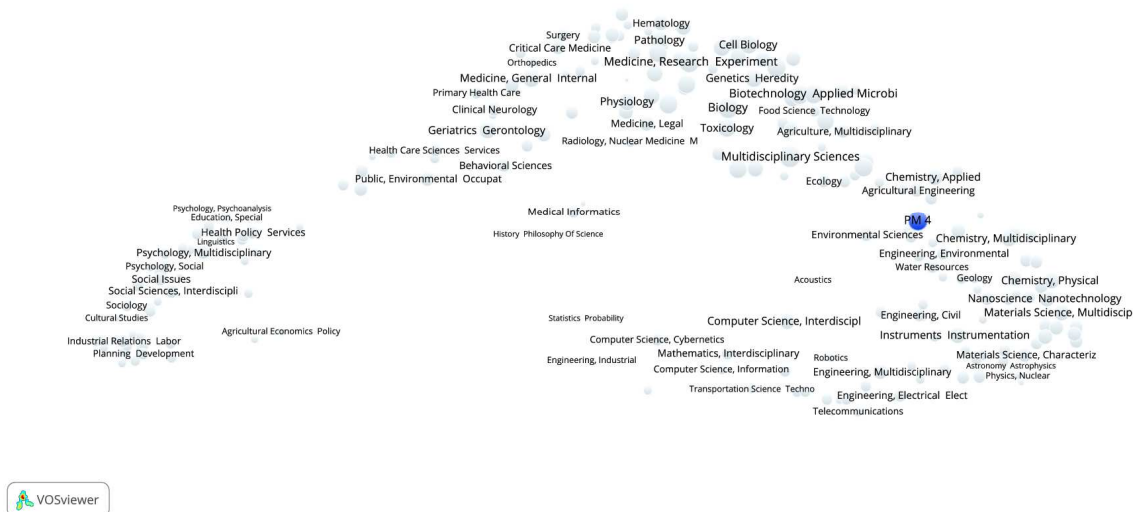 Hematology
Surgery
Pathology
Cell Biology
Critical Care Medicine
Orthopedics
Medicine, Research Experiment
Medicine, General Internal
Genetics Heredity
Primary Health Care
Biotechnology Applied Microbi
Physiology
Clinical Neurology
Biology
Food Science Technology
Medicine, Legal
Geriatrics Gerontology
Toxicology
Agriculture, Multidisciplinary
Radiology, Nuclear Medicine M
Health Care Sciences Services
Multidisciplinary Sciences
Behavioral Sciences
Public, Environmental Occupat
Ecology
Chemistry, Applied
Agricultural Engineering
Psychology, Psychoanalysis
Medical Informatics
Education, Special
PM 4
Health Policy Services
History Philosophy Of Science
Environmental Sciences
Chemistry, Multidisciplinary
Linguistics
Psychology, Multidisciplinary
Engineering, Environmental
Psychology, Social
Water Resources
Social Issues
Acoustics
Geology
Chemistry, Physical
Social Sciences, Interdiscipli
Nanoscience Nanotechnology
Sociology
Materials Science, Multidiscip
Cultural Studies
Statistics Probability
Engineering, Civil
Computer Science, Interdiscipl
Agricultural Economics Policy
Instruments Instrumentation
Industrial Relations Labor
Computer Science, Cybernetics
Planning Development
Mathematics, Interdisciplinary
Materials Science, Characteriz
Engineering, Industrial
Robotics
Astronomy Astrophysics
Computer Science, Information
Engineering, Multidisciplinary
Physics, Nuclear
Transportation Science Techno
Engineering, Electrical Elect
Telecommunications
VOSviewer